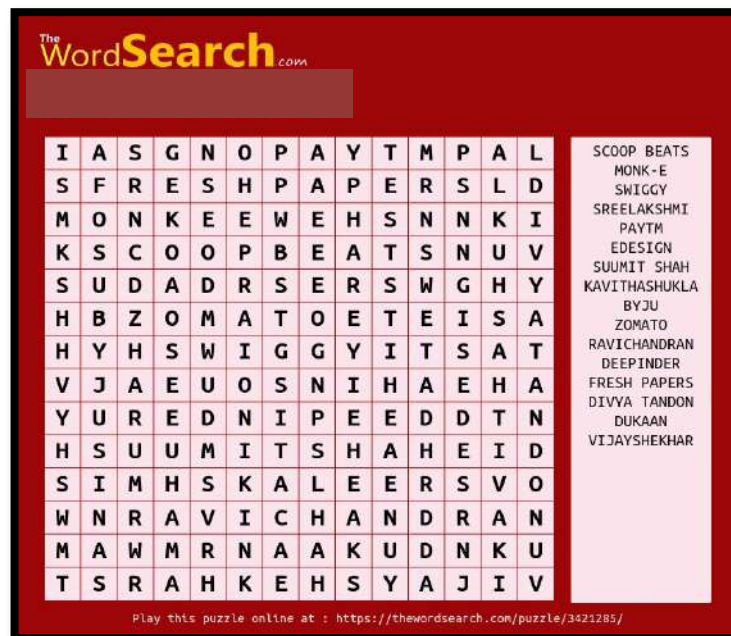 The
WordSearch.com
I A S G N O P A Y T M P A L
S F R E S H P A P E R S L D
M O N K E E W E H S N N K I
K S C O O P B E A T S N U V
S U D A D R S E R S W G H Y
H B Z O M A T O E T E I S A
H Y H S W I G G Y I T S A T
V J A E U O S N I H A E H A
Y U R E D N I P E E D D T N
H S U U M I T S H A H E I D
S I M H S K A L E E R S V O
W N R A V I C H A N D R A N
M A W M R N A A K U D N K U
T S R A H K E H S Y A J I V
SCOOP BEATS
MONK-E
SWIGGY
SREELAKSHMI
PAYTM
EDESIGN
SUUMIT SHAH
KAVITHASHUKLA
BYJU
ZOMATO
RAVICHANDRAN
DEEPINDER
FRESH PAPERS
DIVYA TANDON
DUKAAN
VIJAYSHEKHAR
Play this puzzle online at : https://thewordsearch.com/puzzle/3421285/